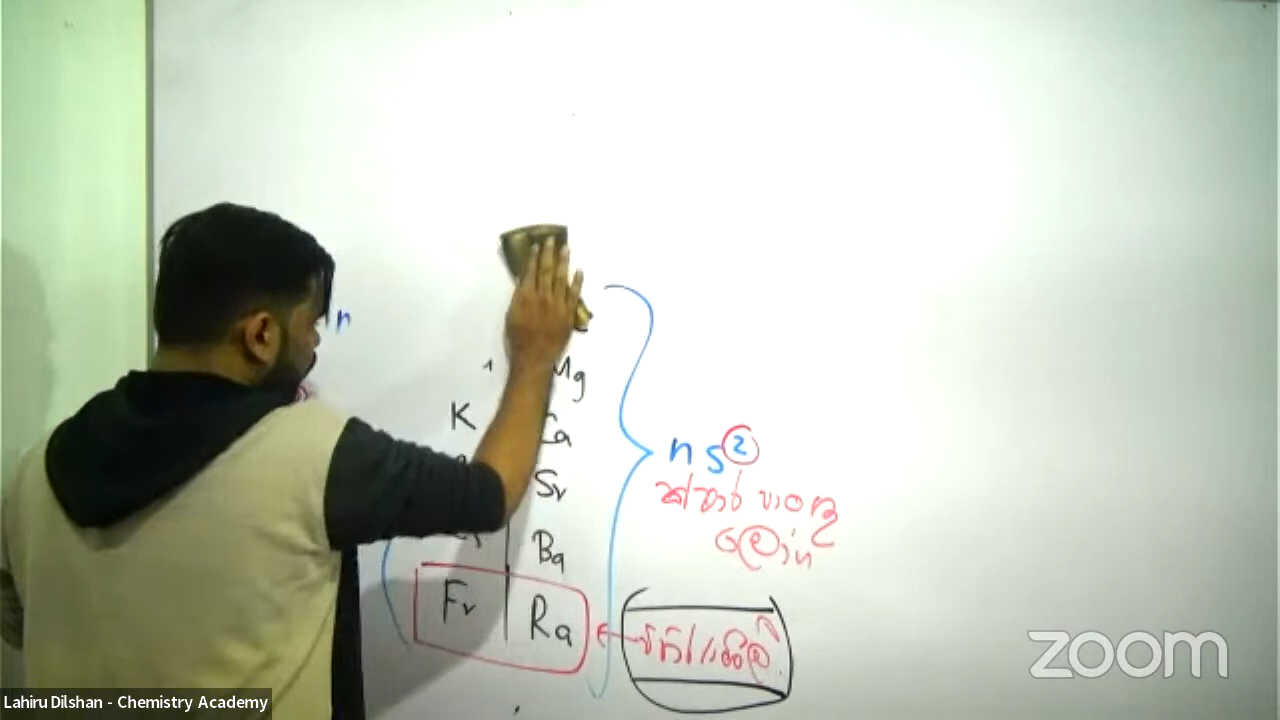 n
Mg
K Ca
Sr
ns②
ක්ෂාර පාංශු
ලෝහ
Ba
Fr Ra
විකිරණශීලී
zoom
Lahiru Dilshan - Chemistry Academy